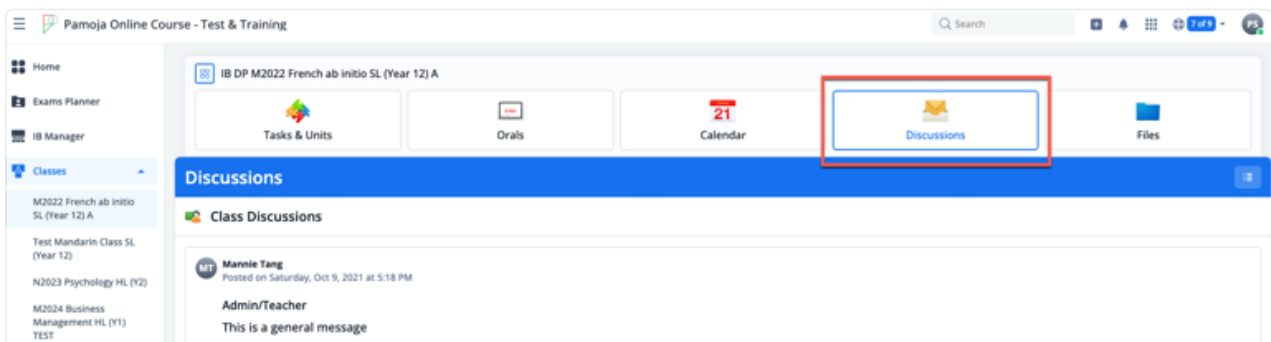 Pamoja Online Course - Test & Training
Search
7 of 9
PS
Home
Exams Planner
IB Manager
Classes
M2022 French ab initio
SL (Year 12) A
Test Mandarin Class SL
(Year 12)
N2023 Psychology HL (Y2)
M2024 Business
Management HL (Y1)
TEST
IB DP M2022 French ab initio SL (Year 12) A
Tasks & Units
Orals
21
Calendar
Discussions
Files
Discussions
Class Discussions
MT
Mannie Tang
Posted on Saturday, Oct 9, 2021 at 5:18 PM
Admin/Teacher
This is a general message